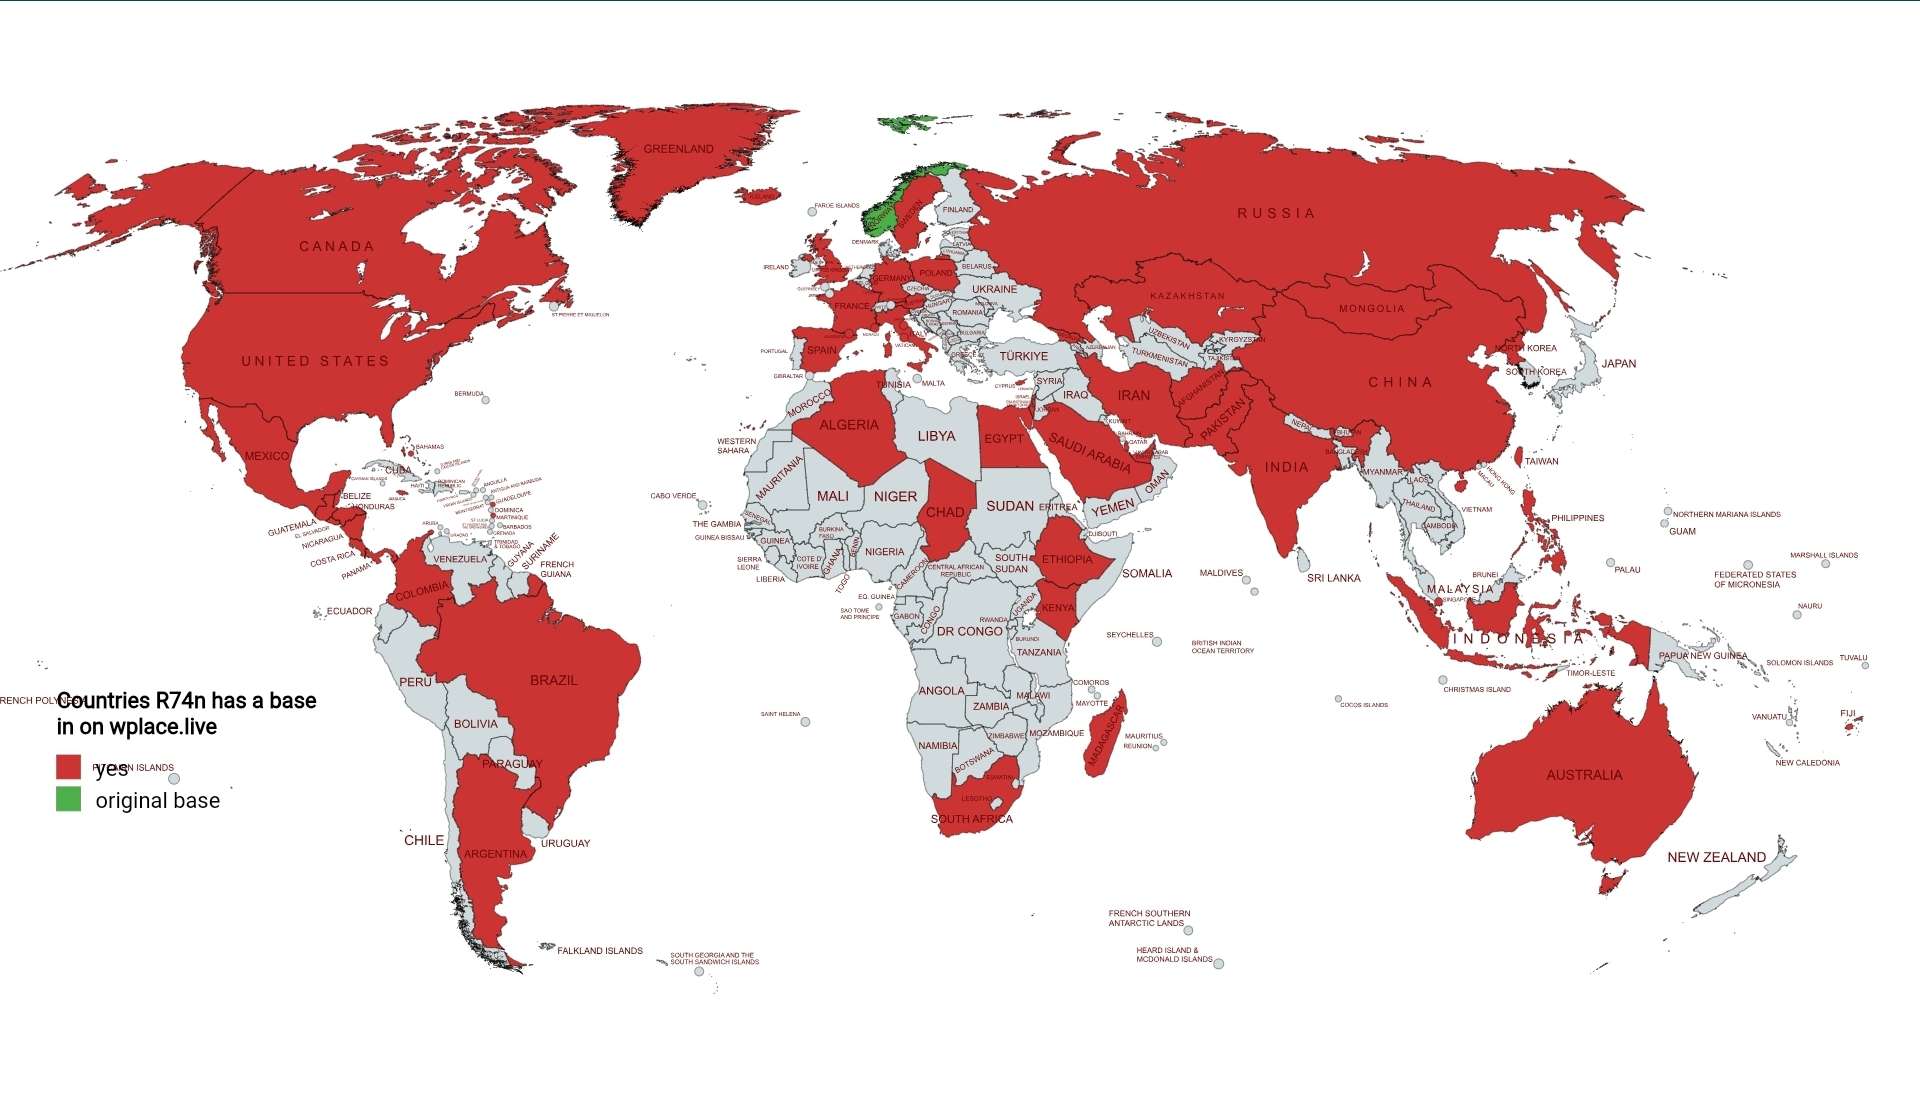 GREENLAND
ICELAND
FAROE ISLANDS
NORWAY
SWEDEN
FINLAND
RUSSIA
CANADA
DENMARK
LATVIA
IRELAND
BELARUS
GERMANY
POLAND
CZECHIA
UKRAINE
FRANCE
HUNGARY
ROMANIA
ITALY
BULGARIA
ST PIERRE ET MIQUELON
KAZAKHSTAN
MONGOLIA
UZBEKISTAN
KYRGYZSTAN
TURKMENISTAN
TAJIKISTAN
NORTH KOREA
SOUTH KOREA
JAPAN
UNITED STATES
PORTUGAL
SPAIN
GREECE
TÜRKIYE
AZERBAIJAN
CHINA
GIBRALTAR
TUNISIA
MALTA
CYPRUS
SYRIA
IRAQ
IRAN
AFGHANISTAN
PAKISTAN
BERMUDA
MOROCCO
ALGERIA
LIBYA
EGYPT
KUWAIT
QATAR
SAUDI ARABIA
NEPAL
BHUTAN
BANGLADESH
INDIA
MYANMAR
LAOS
HONG KONG
MACAU
TAIWAN
MEXICO
BAHAMAS
CUBA
CAYMAN ISLANDS
HAITI
DOMINICAN
REPUBLIC
JAMAICA
ANGUILLA
ANTIGUA AND BARBUDA
GUADELOUPE
MONTSERRAT
DOMINICA
MARTINIQUE
BARBADOS
GRENADA
TRINIDAD
& TOBAGO
ARUBA
BELIZE
HONDURAS
GUATEMALA
EL SALVADOR
NICARAGUA
COSTA RICA
PANAMA
WESTERN
SAHARA
MAURITANIA
MALI
NIGER
CHAD
SUDAN
ERITREA
YEMEN
OMAN
CABO VERDE
SENEGAL
THE GAMBIA
GUINEA BISSAU
GUINEA
SIERRA
LEONE
LIBERIA
COTE D'
IVOIRE
BURKINA
FASO
GHANA
TOGO
BENIN
NIGERIA
CAMEROON
CENTRAL AFRICAN
REPUBLIC
SOUTH
SUDAN
ETHIOPIA
DJIBOUTI
SOMALIA
THAILAND
VIETNAM
CAMBODIA
PHILIPPINES
NORTHERN MARIANA ISLANDS
GUAM
MARSHALL ISLANDS
PALAU
FEDERATED STATES
OF MICRONESIA
NAURU
VENEZUELA
GUYANA
SURINAME
FRENCH
GUIANA
COLOMBIA
ECUADOR
EQ. GUINEA
SAO TOME
AND PRINCIPE
GABON
CONGO
DR CONGO
UGANDA
RWANDA
BURUNDI
KENYA
TANZANIA
MALDIVES
SRI LANKA
SEYCHELLES
BRITISH INDIAN
OCEAN TERRITORY
BRUNEI
MALAYSIA
SINGAPORE
INDONESIA
TIMOR-LESTE
PAPUA NEW GUINEA
SOLOMON ISLANDS
TUVALU
CHRISTMAS ISLAND
COCOS ISLANDS
PERU
BRAZIL
BOLIVIA
PARAGUAY
SAINT HELENA
ANGOLA
ZAMBIA
MALAWI
COMOROS
MAYOTTE
MOZAMBIQUE
ZIMBABWE
NAMIBIA
BOTSWANA
MADAGASCAR
MAURITIUS
REUNION
VANUATU
FIJI
NEW CALEDONIA
AUSTRALIA
ESWATINI
LESOTHO
SOUTH AFRICA
CHILE
ARGENTINA
URUGUAY
NEW ZEALAND
FALKLAND ISLANDS
SOUTH GEORGIA AND THE
SOUTH SANDWICH ISLANDS
FRENCH SOUTHERN
ANTARCTIC LANDS
HEARD ISLAND &
MCDONALD ISLANDS
Countries R74n has a base
in on wplace.live
yes
original base